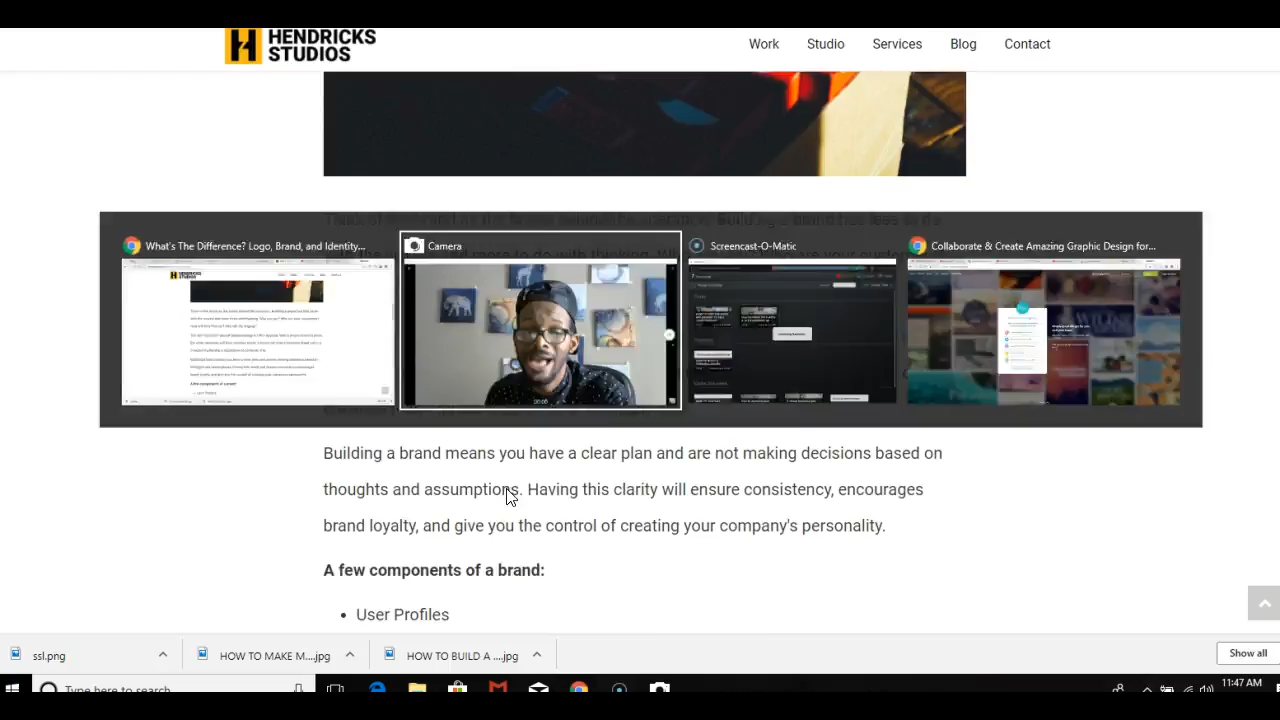 HENDRICKS
STUDIOS
Work Studio Services Blog Contact
What's The Difference? Logo, Brand, and Identity...
Camera
Screencast-O-Matic
Collaborate & Create Amazing Graphic Design for...
Building a brand means you have a clear plan and are not making decisions based on
thoughts and assumptions. Having this clarity will ensure consistency, encourages
brand loyalty, and give you the control of creating your company's personality.
A few components of a brand:
• User Profiles
ssl.png
HOW TO MAKE M....jpg
HOW TO BUILD A ....jpg
Show all
Type here to search
11:47 AM